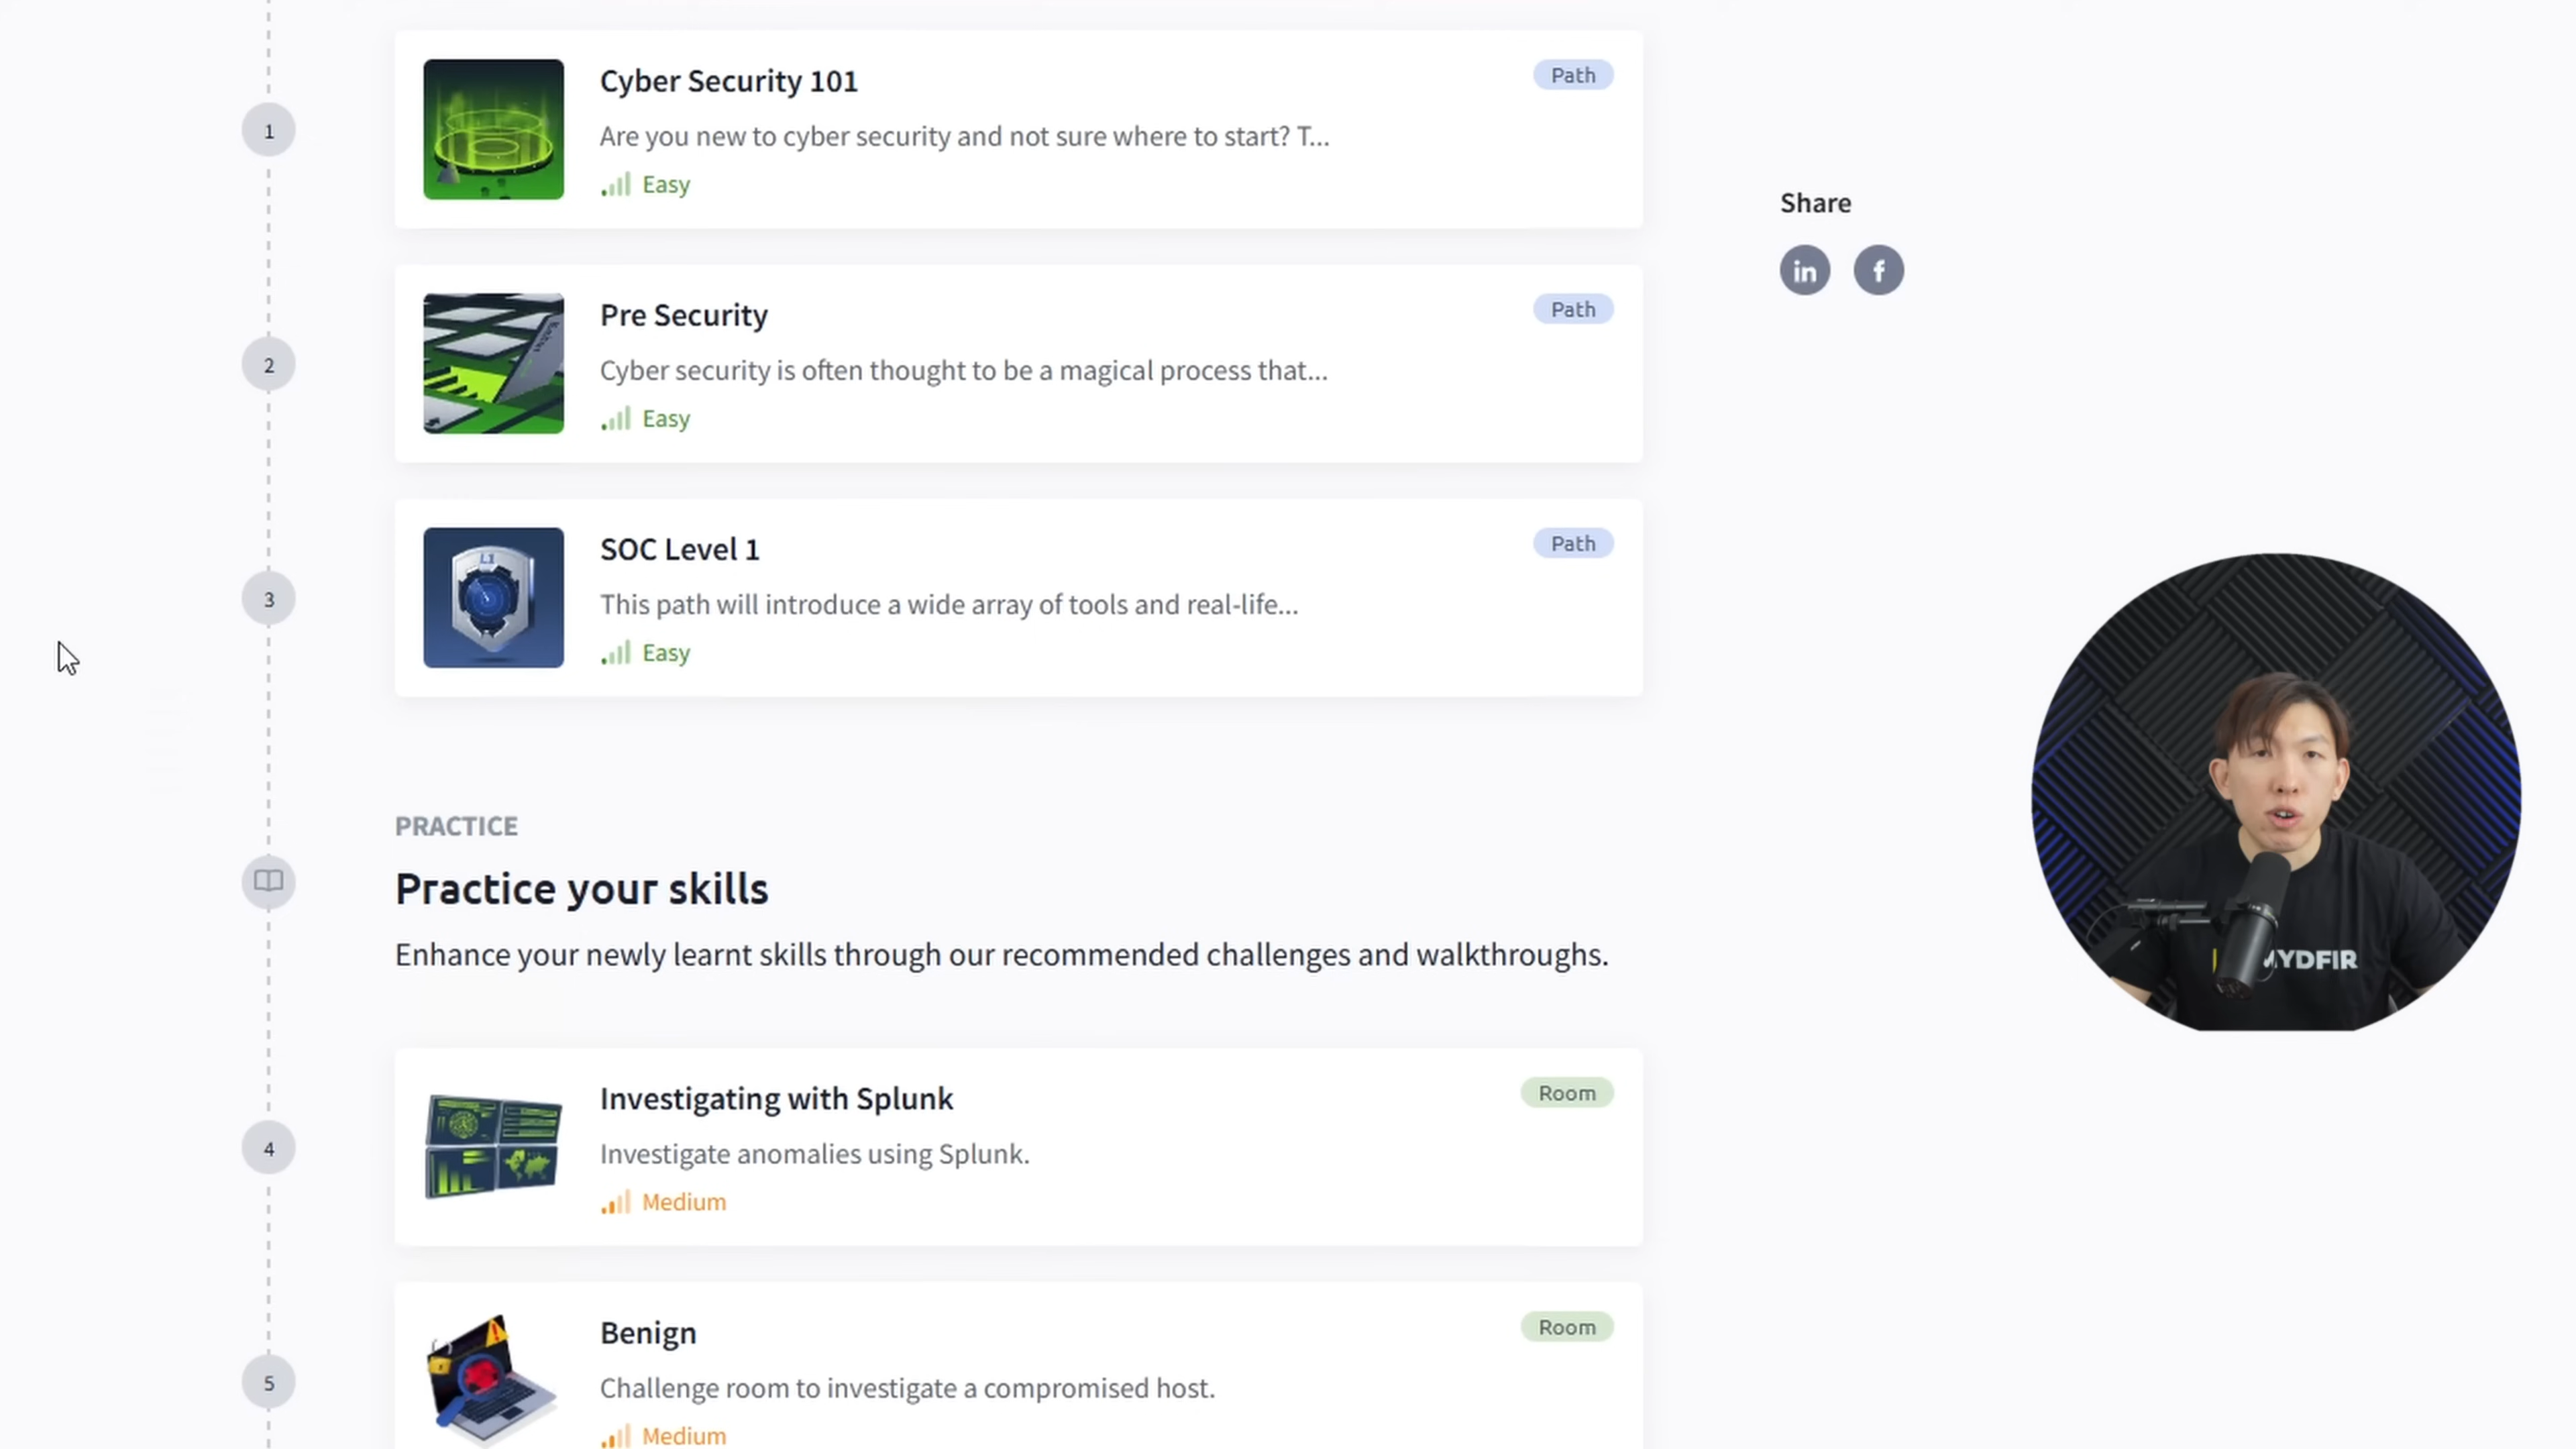 1
Cyber Security 101
Path
Are you new to cyber security and not sure where to start? T...
Easy
Share
in f
2
Pre Security
Path
Cyber security is often thought to be a magical process that...
Easy
3
SOC Level 1
Path
L1
This path will introduce a wide array of tools and real-life...
Easy
PRACTICE
Practice your skills
Enhance your newly learnt skills through our recommended challenges and walkthroughs.
MYDFIR
4
Investigating with Splunk
Room
Investigate anomalies using Splunk.
Medium
5
Benign
Room
Challenge room to investigate a compromised host.
Medium